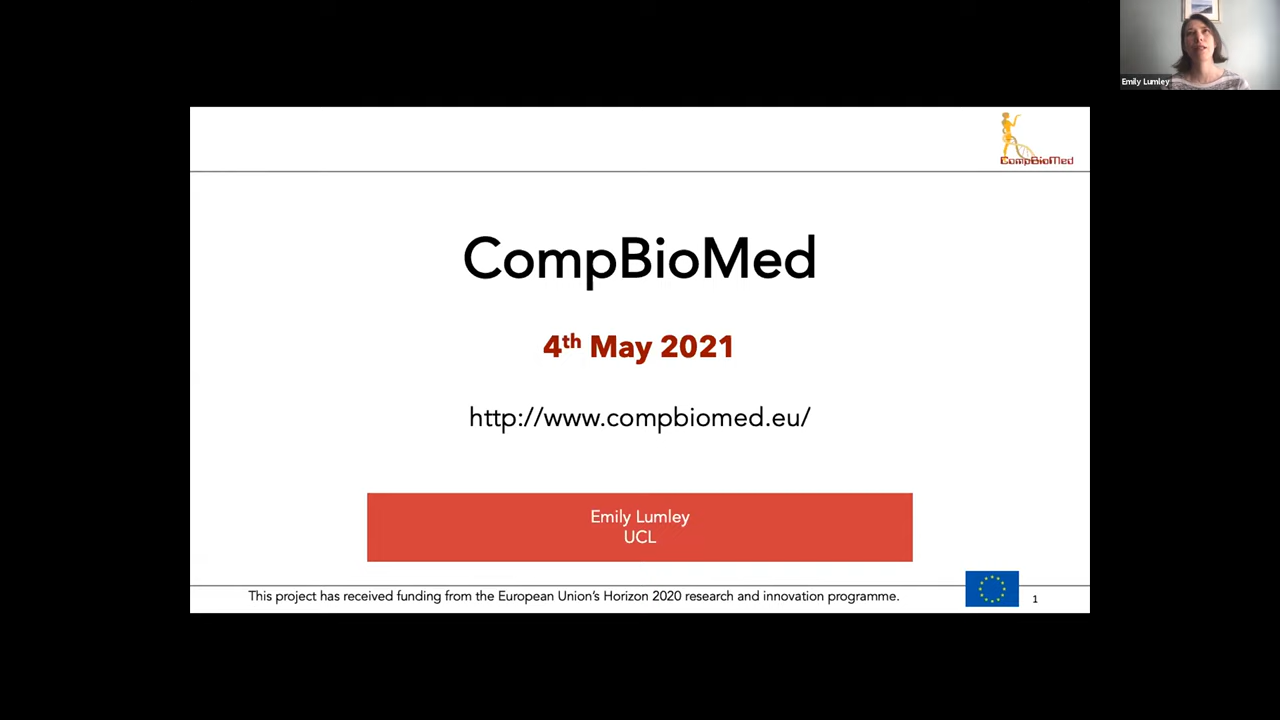 Emily Lumley
CompBioMed
CompBioMed
4th May 2021
http://www.compbiomed.eu/
Emily Lumley
UCL
This project has received funding from the European Union's Horizon 2020 research and innovation programme.
1